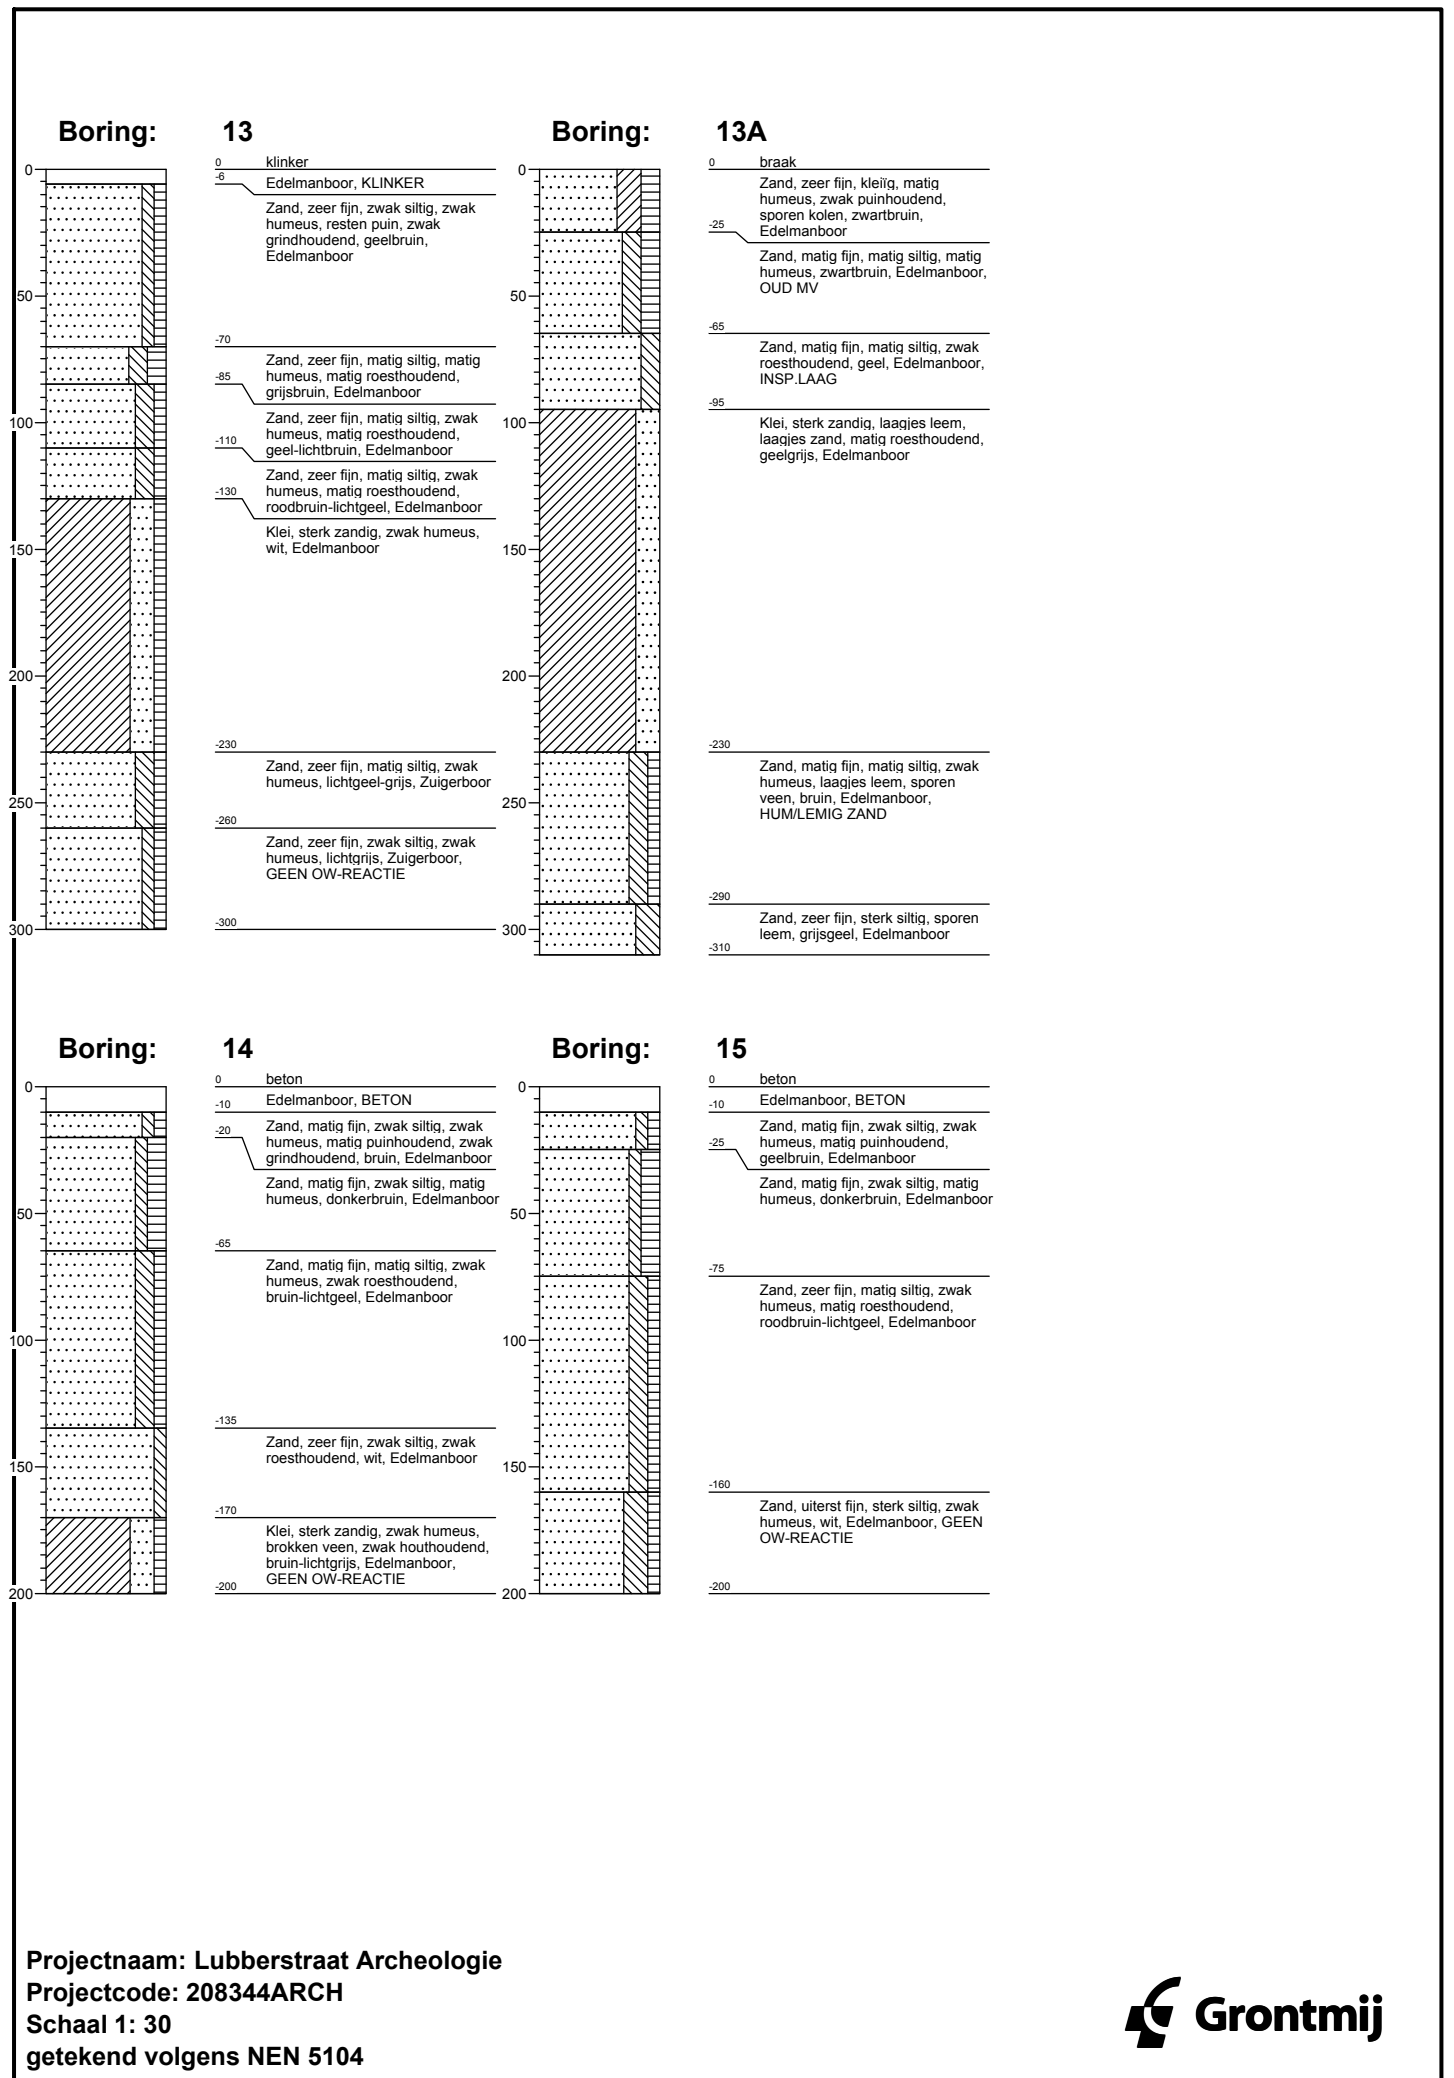 Boring: 13
0 klinker
-6
Edelmanboor, KLINKER
Zand, zeer fijn, zwak siltig, zwak
humeus, resten puin, zwak
grindhoudend, geelbruin,
Edelmanboor
-70
Zand, zeer fijn, matig siltig, matig
humeus, matig roesthoudend,
grijsbruin, Edelmanboor
-85
Zand, zeer fijn, matig siltig, zwak
humeus, matig roesthoudend,
geel-lichtbruin, Edelmanboor
-110
Zand, zeer fijn, matig siltig, zwak
humeus, matig roesthoudend,
roodbruin-lichtgeel, Edelmanboor
-130
Klei, sterk zandig, zwak humeus,
wit, Edelmanboor
-230
Zand, zeer fijn, matig siltig, zwak
humeus, lichtgeel-grijs, Zuigerboor
-260
Zand, zeer fijn, zwak siltig, zwak
humeus, lichtgrijs, Zuigerboor,
GEEN OW-REACTIE
-300
0
50
100
150
200
250
300
Boring: 13A
0 braak
Zand, zeer fijn, kleiïg, matig
humeus, zwak puinhoudend,
sporen kolen, zwartbruin,
Edelmanboor
-25
Zand, matig fijn, matig siltig, matig
humeus, zwartbruin, Edelmanboor,
OUD MV
-65
Zand, matig fijn, matig siltig, zwak
roesthoudend, geel, Edelmanboor,
INSP.LAAG
-95
Klei, sterk zandig, laagjes leem,
laagjes zand, matig roesthoudend,
geelgrijs, Edelmanboor
-230
Zand, matig fijn, matig siltig, zwak
humeus, laagjes leem, sporen
veen, bruin, Edelmanboor,
HUM/LEMIG ZAND
-290
Zand, zeer fijn, sterk siltig, sporen
leem, grijsgeel, Edelmanboor
-310
0
50
100
150
200
250
300
Boring: 14
0 beton
Edelmanboor, BETON
-10
Zand, matig fijn, zwak siltig, zwak
humeus, matig puinhoudend, zwak
grindhoudend, bruin, Edelmanboor
-20
Zand, matig fijn, zwak siltig, matig
humeus, donkerbruin, Edelmanboor
-65
Zand, matig fijn, matig siltig, zwak
humeus, zwak roesthoudend,
bruin-lichtgeel, Edelmanboor
-135
Zand, zeer fijn, zwak siltig, zwak
roesthoudend, wit, Edelmanboor
-170
Klei, sterk zandig, zwak humeus,
brokken veen, zwak houthoudend,
bruin-lichtgrijs, Edelmanboor,
GEEN OW-REACTIE
-200
0
50
100
150
200
Boring: 15
0 beton
Edelmanboor, BETON
-10
Zand, matig fijn, zwak siltig, zwak
humeus, matig puinhoudend,
geelbruin, Edelmanboor
-25
Zand, matig fijn, zwak siltig, matig
humeus, donkerbruin, Edelmanboor
-75
Zand, zeer fijn, matig siltig, zwak
humeus, matig roesthoudend,
roodbruin-lichtgeel, Edelmanboor
-160
Zand, uiterst fijn, sterk siltig, zwak
humeus, wit, Edelmanboor, GEEN
OW-REACTIE
-200
0
50
100
150
200
Projectnaam: Lubberstraat Archeologie
Projectcode: 208344ARCH
Schaal 1: 30
getekend volgens NEN 5104
Grontmij